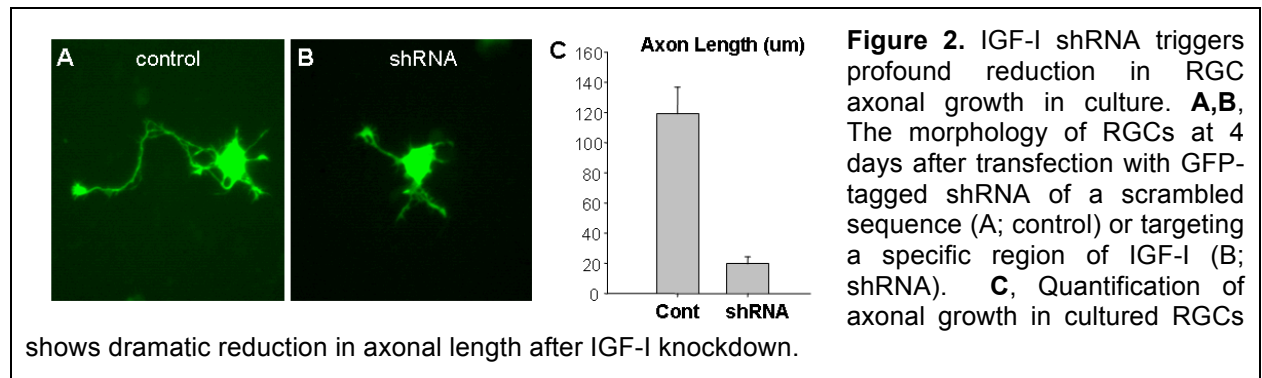 A control
B shRNA
C Axon Length (um)
160
140
120
100
80
60
40
20
0
Cont shRNA
Figure 2. IGF-I shRNA triggers
profound reduction in RGC
axonal growth in culture. A,B,
The morphology of RGCs at 4
days after transfection with GFP-
tagged shRNA of a scrambled
sequence (A; control) or targeting
a specific region of IGF-I (B;
shRNA). C, Quantification of
axonal growth in cultured RGCs
shows dramatic reduction in axonal length after IGF-I knockdown.